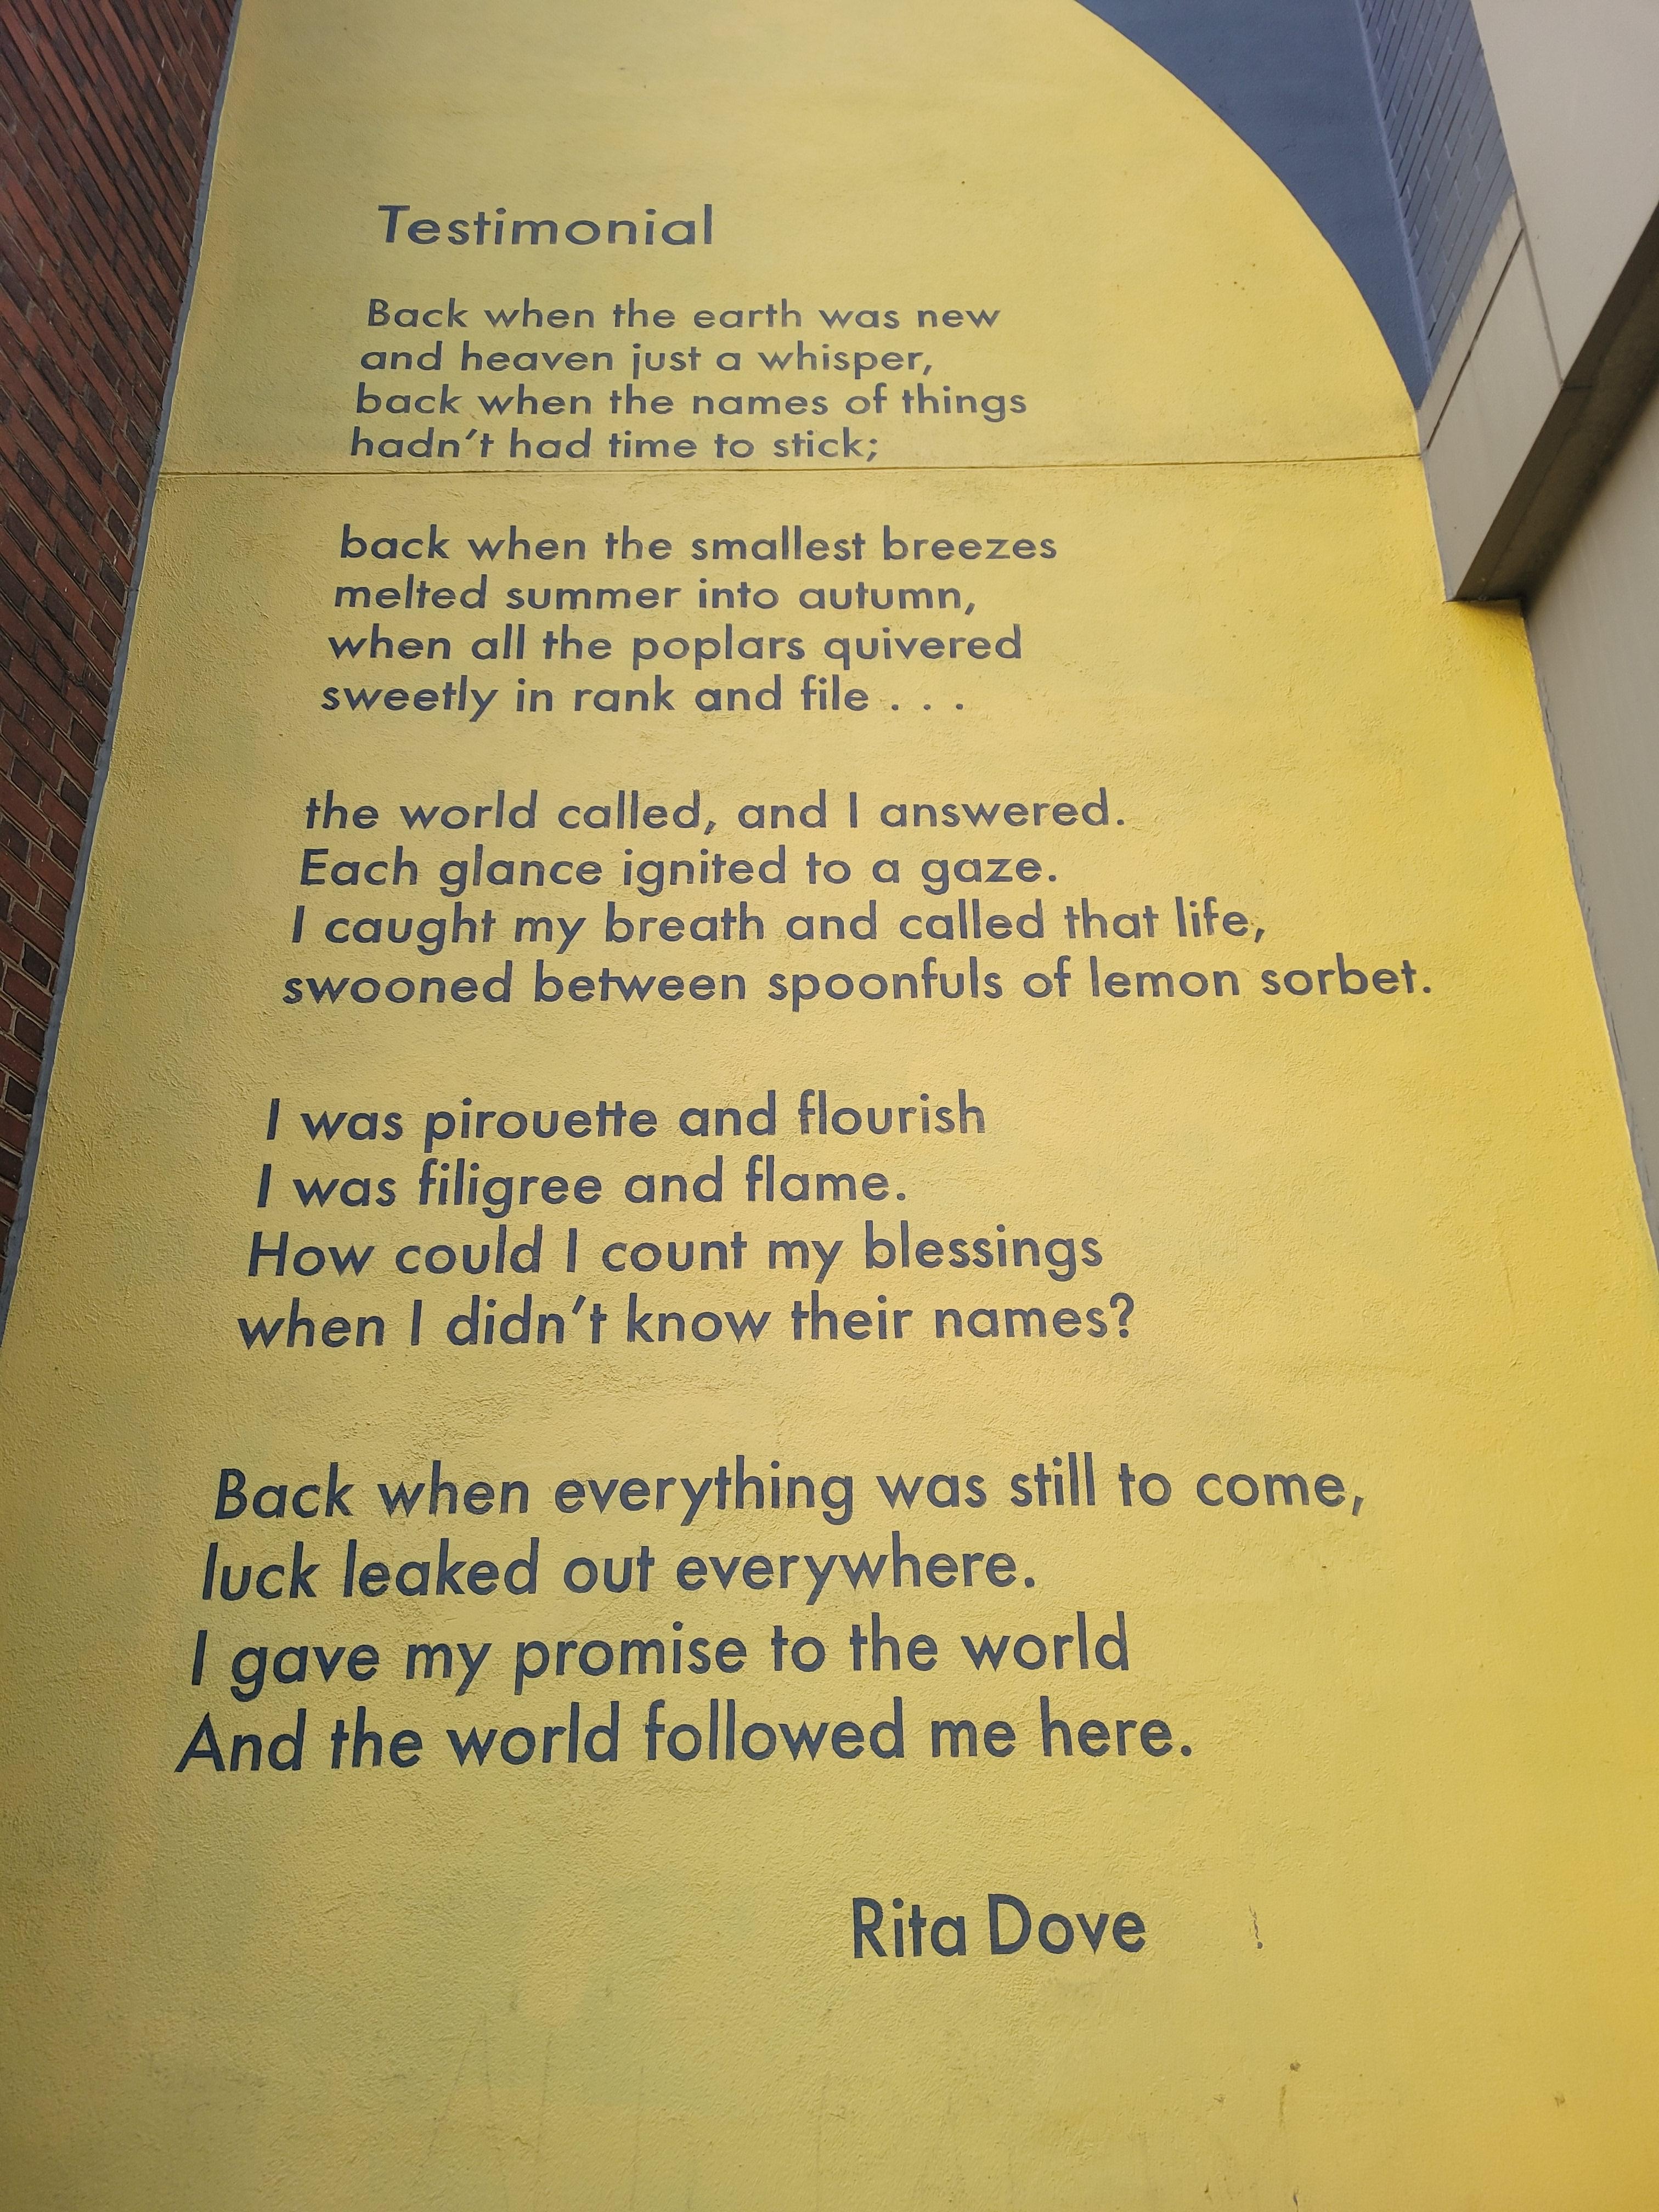 Testimonial
Back when the earth was new
and heaven just a whisper,
back when the names of things
hadn't had time to stick;
back when the smallest breezes
melted summer into autumn,
when all the poplars quivered
sweetly in rank and file . . .
the world called, and I answered.
Each glance ignited to a gaze.
I caught my breath and called that life,
swooned between spoonfuls of lemon sorbet.
I was pirouette and flourish
I was filigree and flame.
How could I count my blessings
when I didn't know their names?
Back when everything was still to come,
luck leaked out everywhere.
I gave my promise to the world
And the world followed me here.
Rita Dove